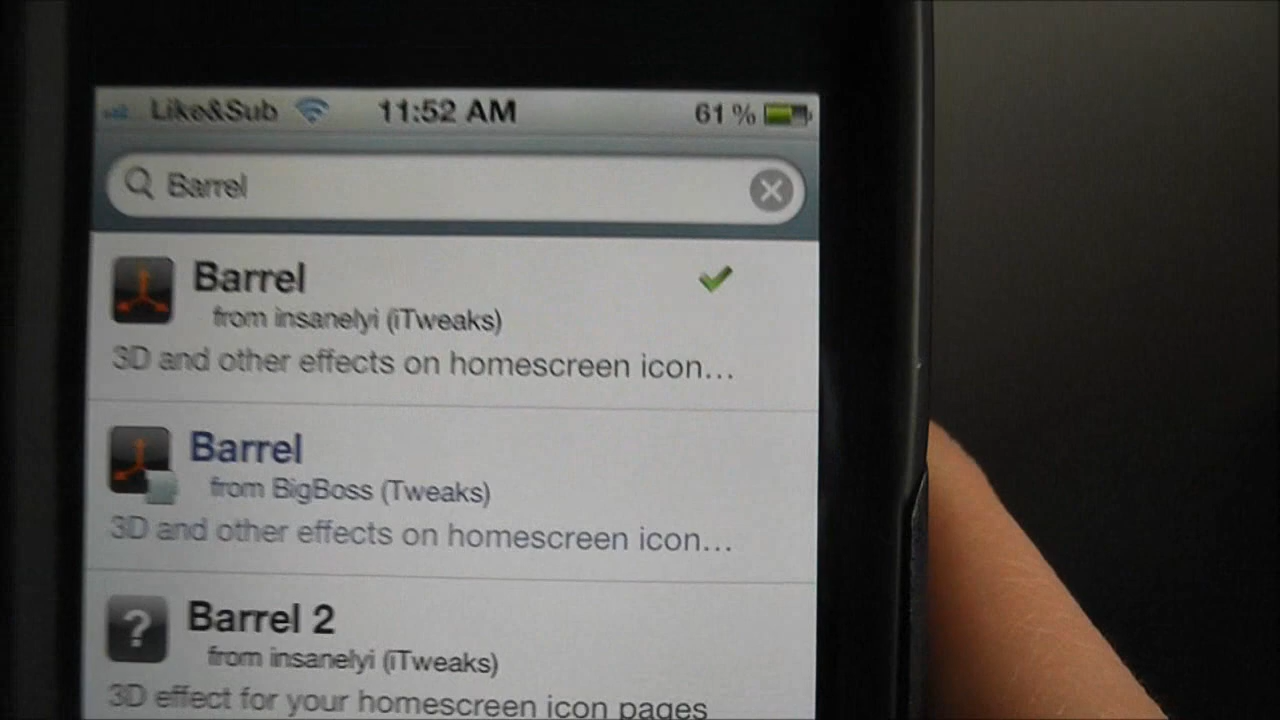 Like&Sub 11:52 AM 61%
Barrel
Barrel
from insanelyi (iTweaks)
3D and other effects on homescreen icon...
Barrel
from BigBoss (Tweaks)
3D and other effects on homescreen icon...
?
Barrel 2
from insanelyi (iTweaks)
3D effect for your homescreen icon pages